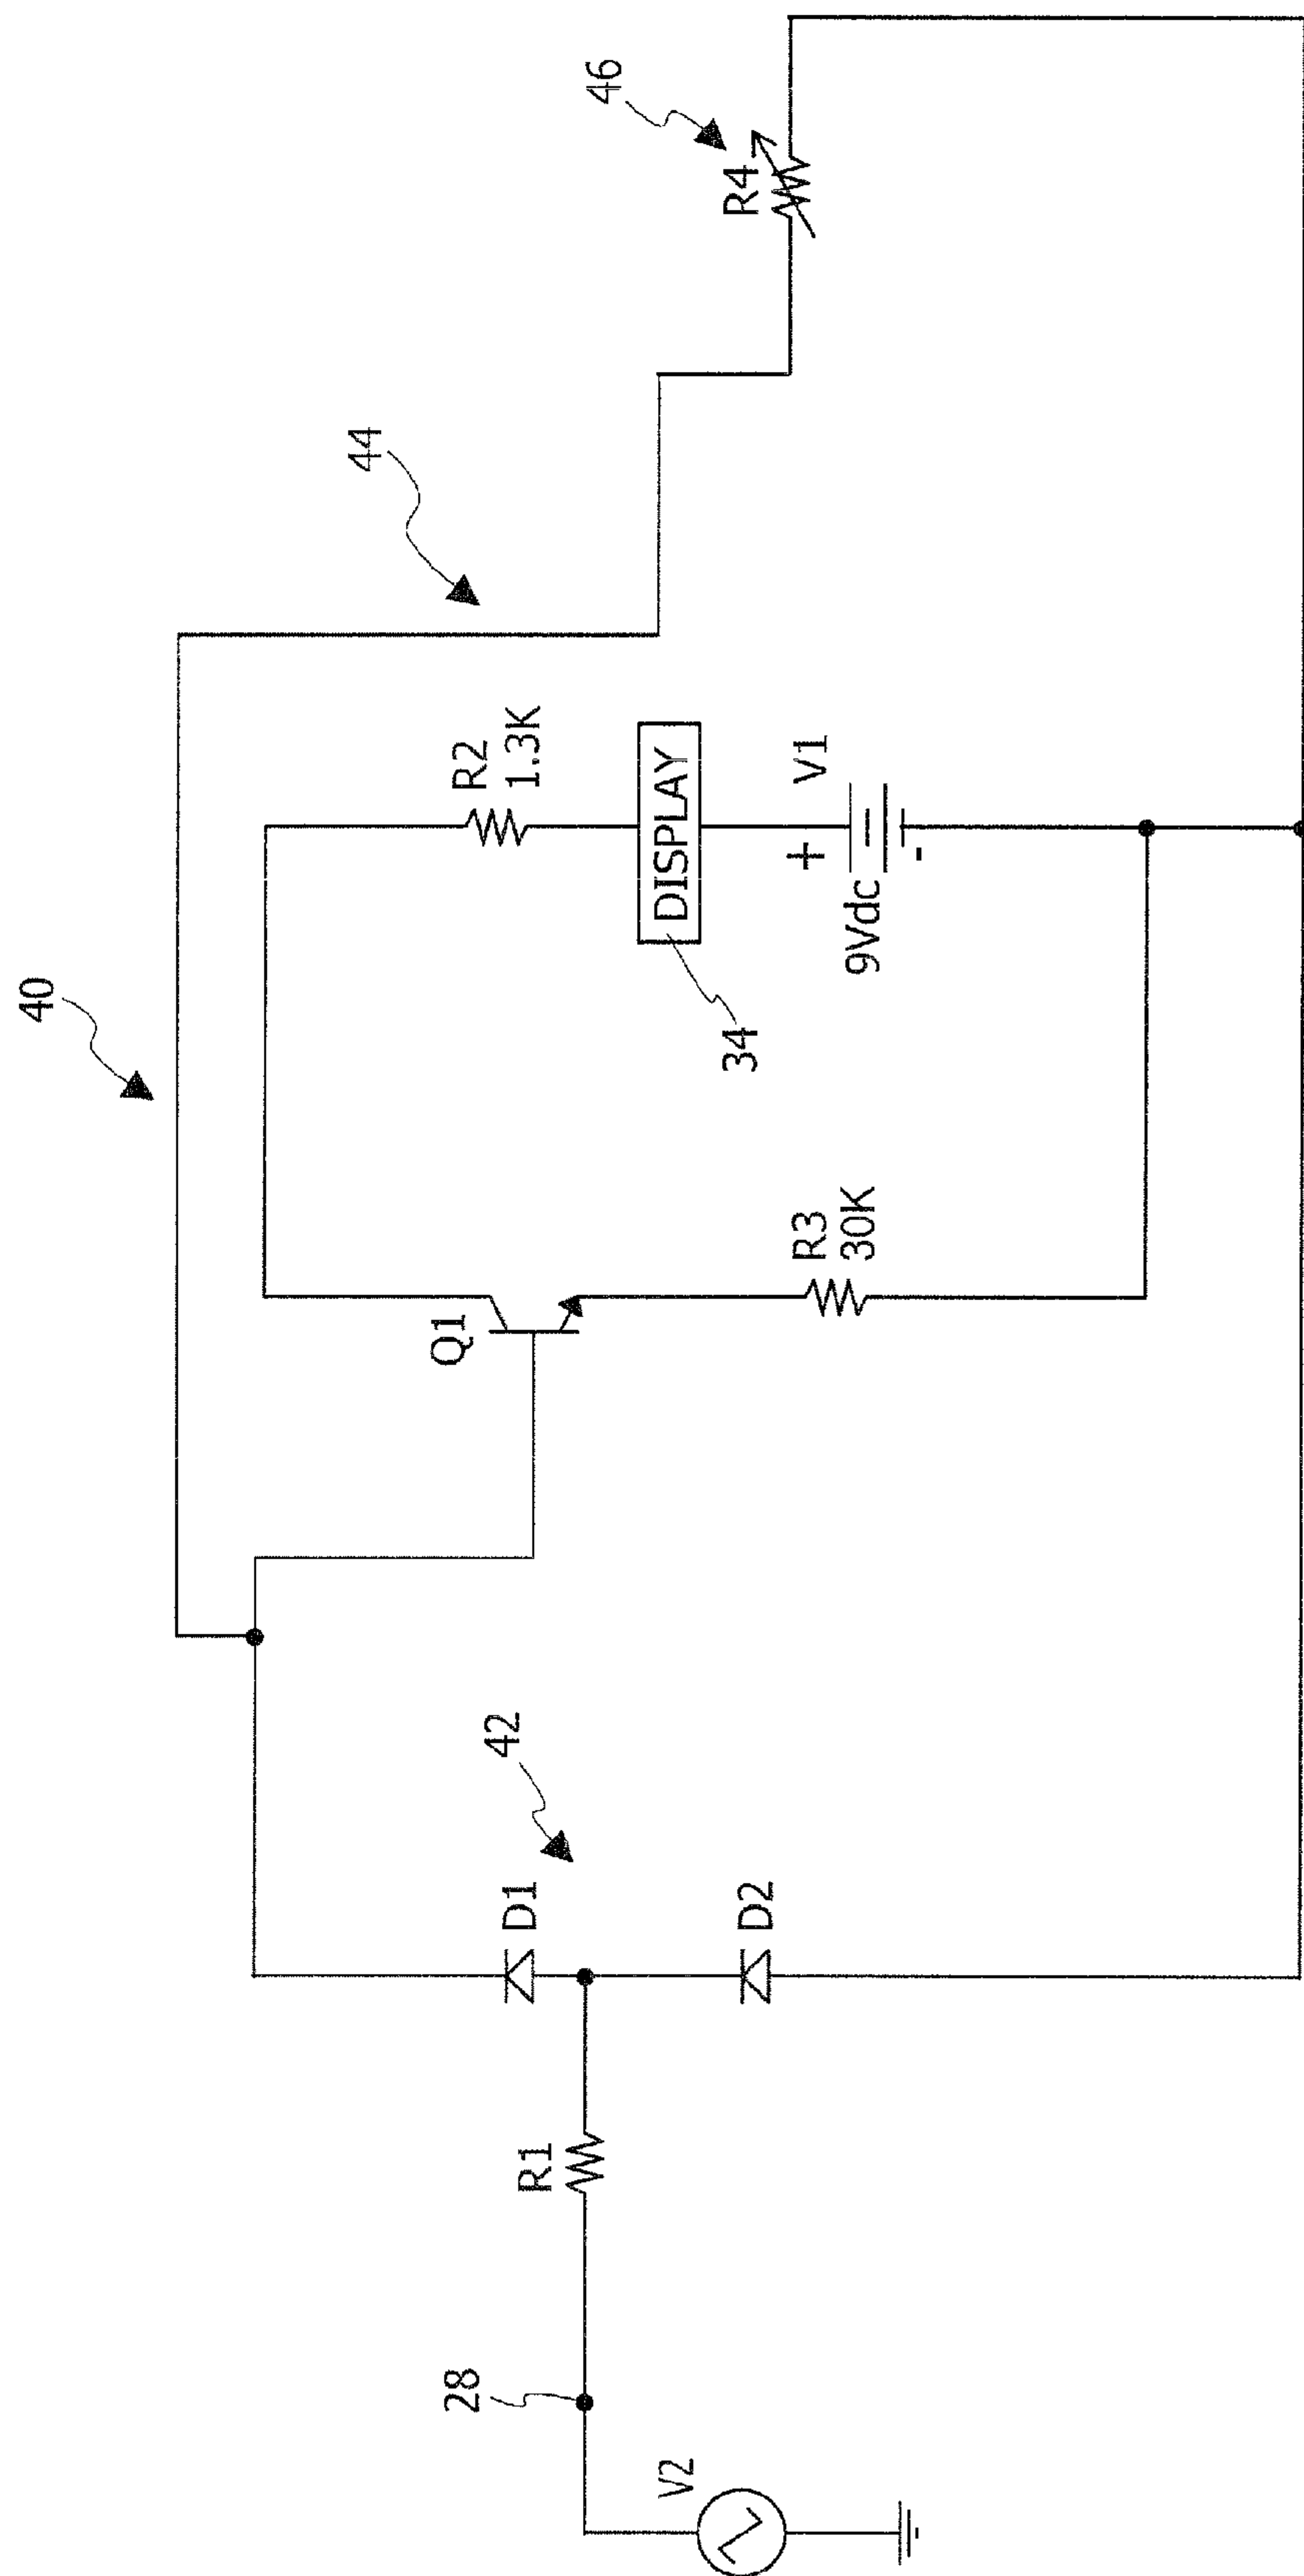 40
44
46
R4
R2
1.3K
DISPLAY
34
V1
+
9Vdc
-
Q1
R3
30K
42
D1
D2
R1
28
V2